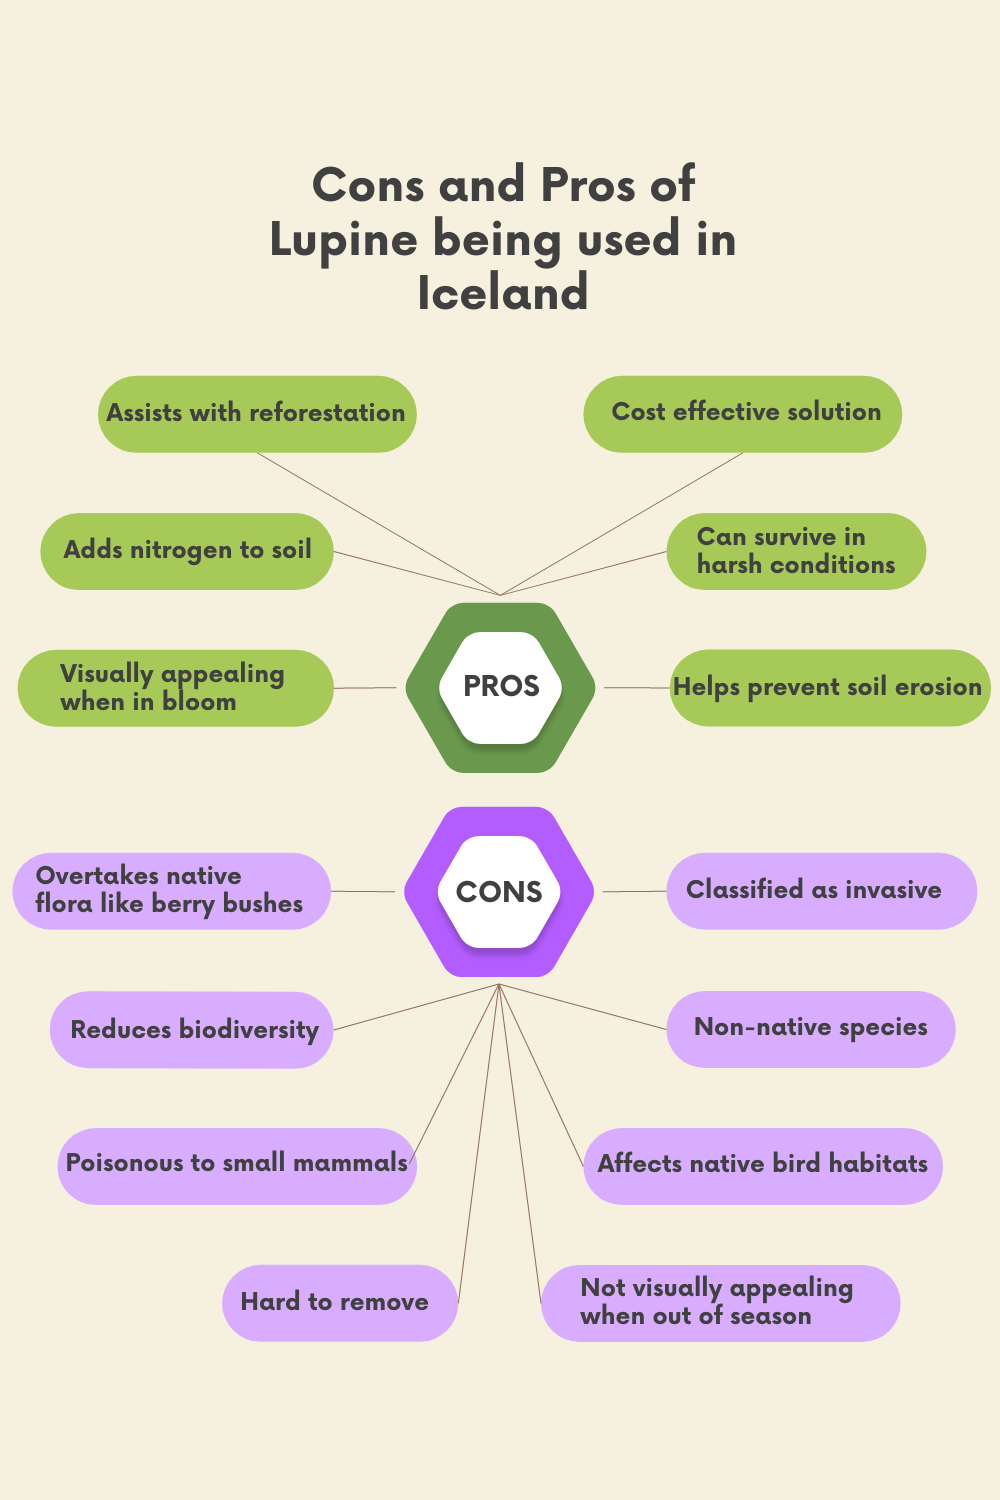 Cons and Pros of
Lupine being used in
Iceland
Assists with reforestation
Cost effective solution
Adds nitrogen to soil
Can survive in
harsh conditions
Visually appealing
when in bloom
PROS
Helps prevent soil erosion
Overtakes native
flora like berry bushes
CONS
Classified as invasive
Reduces biodiversity
Non-native species
Poisonous to small mammals
Affects native bird habitats
Hard to remove
Not visually appealing
when out of season